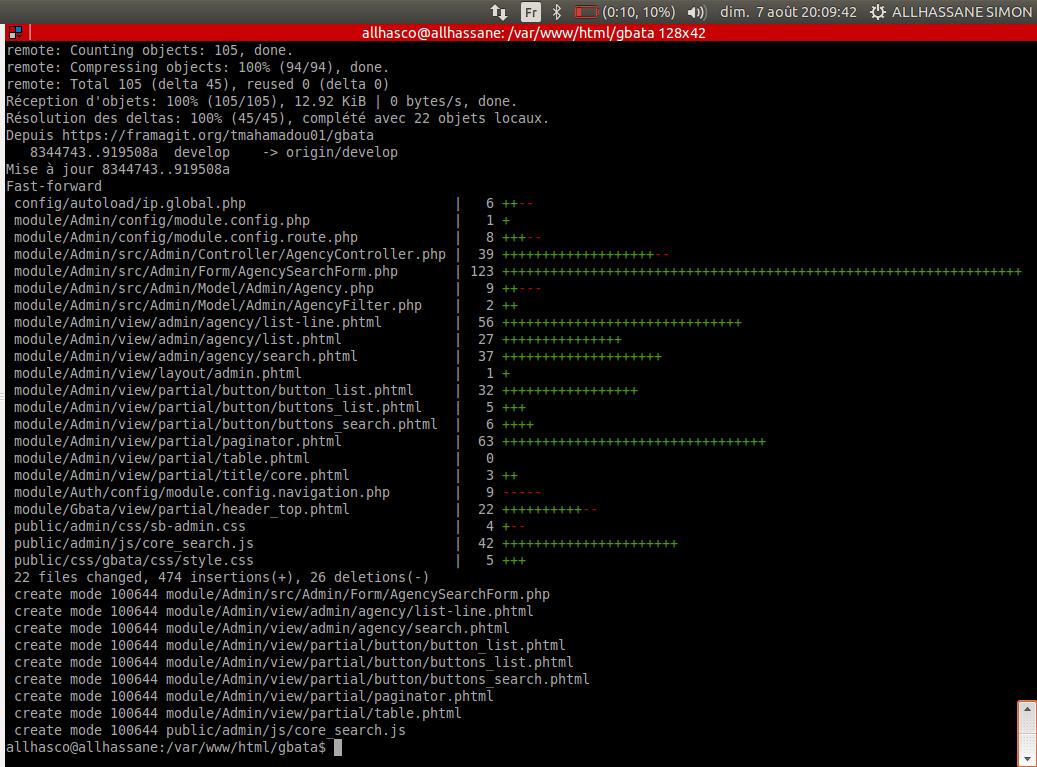 Fr (0:10, 10%) dim. 7 août 20:09:42 ALLHASSANE SIMON
allhasco@allhassane: /var/www/html/gbata 128x42
remote: Counting objects: 105, done.
remote: Compressing objects: 100% (94/94), done.
remote: Total 105 (delta 45), reused 0 (delta 0)
Réception d'objets: 100% (105/105), 12.92 KiB | 0 bytes/s, done.
Résolution des deltas: 100% (45/45), complété avec 22 objets locaux.
Depuis https://framagit.org/tmahamadou01/gbata
   8344743..919508a  develop    -> origin/develop
Mise à jour 8344743..919508a
Fast-forward
 config/autoload/ip.global.php                          |   6 ++--
 module/Admin/config/module.config.php                  |   1 +
 module/Admin/config/module.config.route.php            |   8 +++--
 module/Admin/src/Admin/Controller/AgencyController.php |  39 +++++++++++++++++++--
 module/Admin/src/Admin/Form/AgencySearchForm.php       | 123 +++++++++++++++++++++++++++++++++++++++++++++++++++++++++++++++++
 module/Admin/src/Admin/Model/Admin/Agency.php          |   9 ++---
 module/Admin/src/Admin/Model/Admin/AgencyFilter.php    |   2 ++
 module/Admin/view/admin/agency/list-line.phtml         |  56 ++++++++++++++++++++++++++++++
 module/Admin/view/admin/agency/list.phtml              |  27 +++++++++++++++
 module/Admin/view/admin/agency/search.phtml            |  37 ++++++++++++++++++++
 module/Admin/view/layout/admin.phtml                   |   1 +
 module/Admin/view/partial/button/button_list.phtml     |  32 +++++++++++++++++
 module/Admin/view/partial/button/buttons_list.phtml    |   5 +++
 module/Admin/view/partial/button/buttons_search.phtml  |   6 ++++
 module/Admin/view/partial/paginator.phtml              |  63 +++++++++++++++++++++++++++++++++
 module/Admin/view/partial/table.phtml                  |   0
 module/Admin/view/partial/title/core.phtml             |   3 ++
 module/Auth/config/module.config.navigation.php        |   9 -----
 module/Gbata/view/partial/header_top.phtml             |  22 ++++++++++--
 public/admin/css/sb-admin.css                          |   4 +--
 public/admin/js/core_search.js                         |  42 ++++++++++++++++++++++
 public/css/gbata/css/style.css                         |   5 +++
 22 files changed, 474 insertions(+), 26 deletions(-)
 create mode 100644 module/Admin/src/Admin/Form/AgencySearchForm.php
 create mode 100644 module/Admin/view/admin/agency/list-line.phtml
 create mode 100644 module/Admin/view/admin/agency/search.phtml
 create mode 100644 module/Admin/view/partial/button/button_list.phtml
 create mode 100644 module/Admin/view/partial/button/buttons_list.phtml
 create mode 100644 module/Admin/view/partial/button/buttons_search.phtml
 create mode 100644 module/Admin/view/partial/paginator.phtml
 create mode 100644 module/Admin/view/partial/table.phtml
 create mode 100644 public/admin/js/core_search.js
allhasco@allhassane:/var/www/html/gbata$